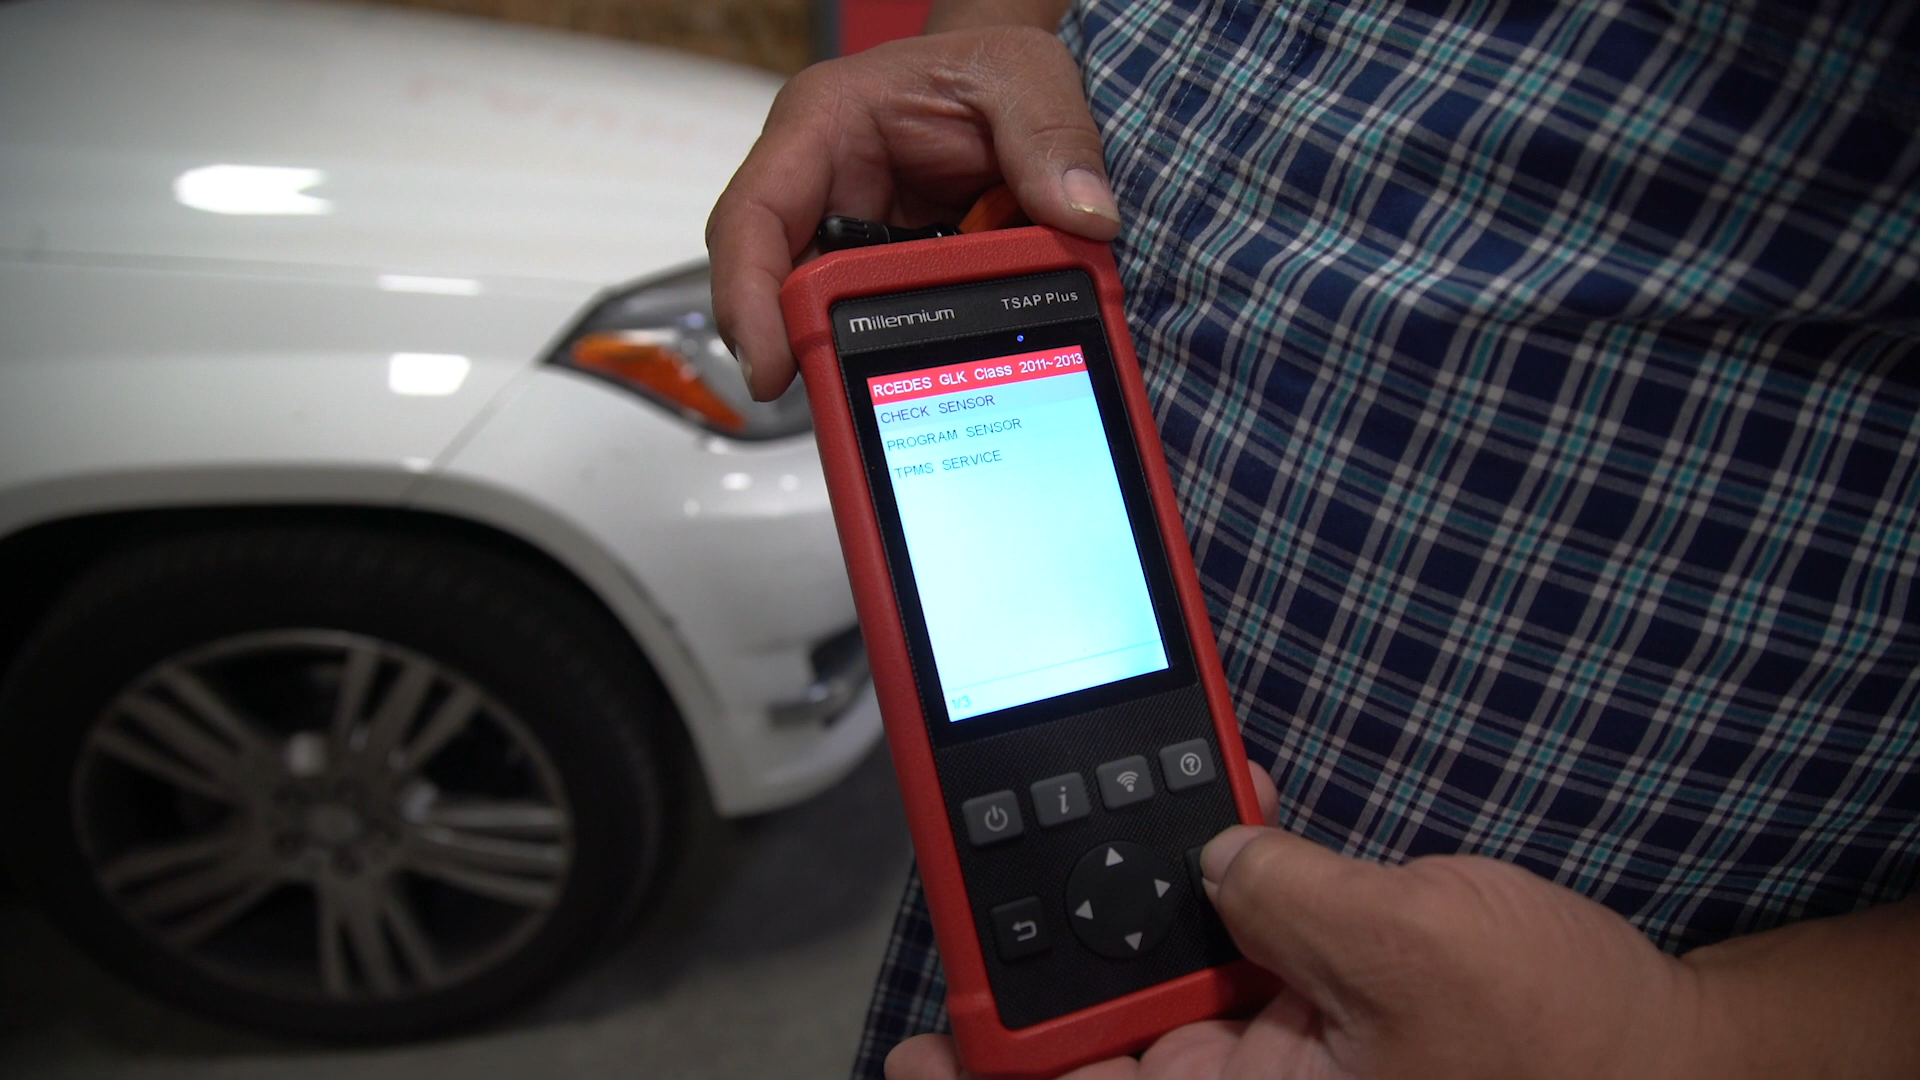 Millennium TSAP Plus
RCEDES GLK Class 2011~2013
CHECK SENSOR
PROGRAM SENSOR
TPMS SERVICE
1/3
i
?